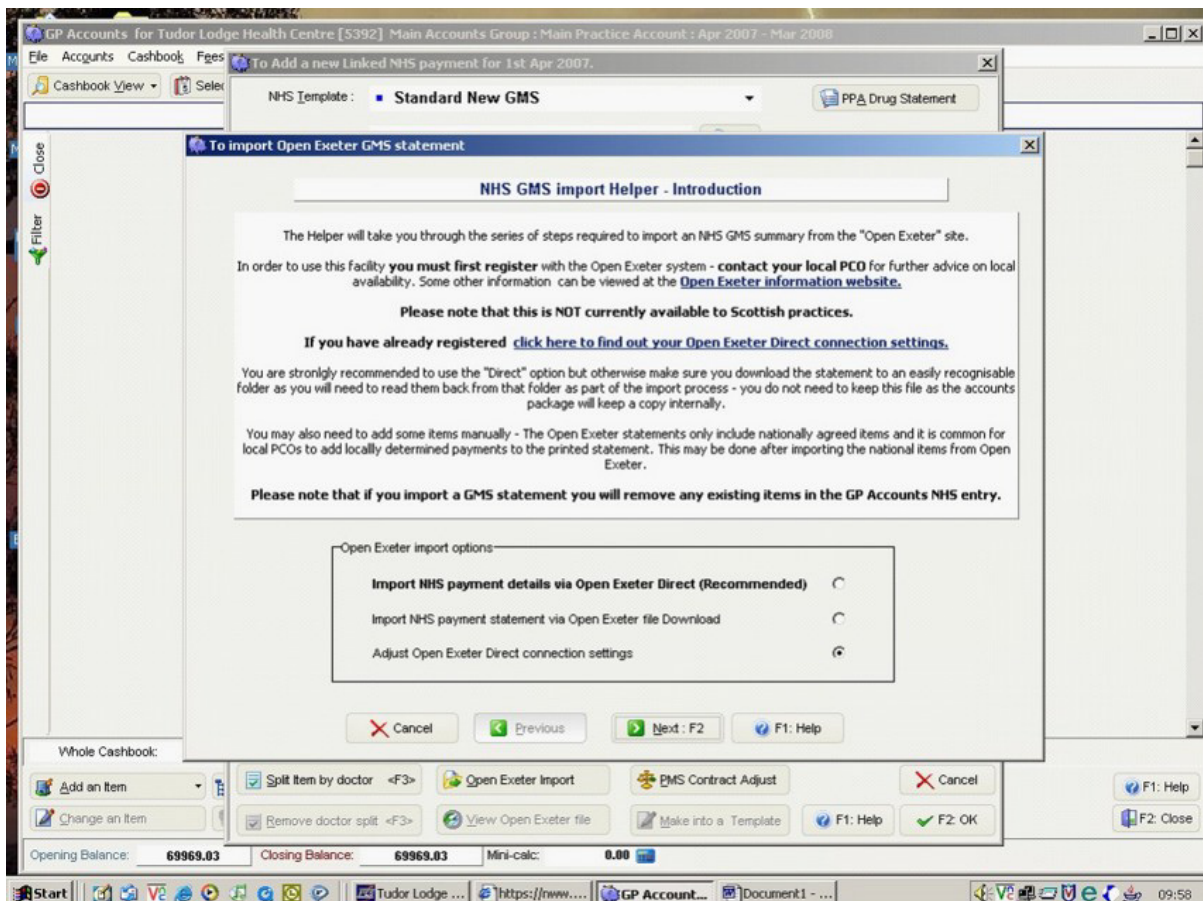 GP Accounts for Tudor Lodge Health Centre [5392] Main Accounts Group : Main Practice Account : Apr 2007 - Mar 2008
File Accounts Cashbook Fees
To Add a new Linked NHS payment for 1st Apr 2007.
Cashbook View
Selec
NHS Template :
Standard New GMS
PPA Drug Statement
Close
Filter
To import Open Exeter GMS statement
NHS GMS import Helper - Introduction
The Helper will take you through the series of steps required to import an NHS GMS summary from the "Open Exeter" site.
In order to use this facility you must first register with the Open Exeter system - contact your local PCO for further advice on local
availability. Some other information can be viewed at the Open Exeter information website.
Please note that this is NOT currently available to Scottish practices.
If you have already registered click here to find out your Open Exeter Direct connection settings.
You are stronlgly recommended to use the "Direct" option but otherwise make sure you download the statement to an easily recognisable
folder as you will need to read them back from that folder as part of the import process - you do not need to keep this file as the accounts
package will keep a copy internally.
You may also need to add some items manually - The Open Exeter statements only include nationally agreed items and it is common for
local PCOs to add locally determined payments to the printed statement. This may be done after importing the national items from Open
Exeter.
Please note that if you import a GMS statement you will remove any existing items in the GP Accounts NHS entry.
Open Exeter import options
Import NHS payment details via Open Exeter Direct (Recommended)
Import NHS payment statement via Open Exeter file Download
Adjust Open Exeter Direct connection settings
Cancel
Previous
Next : F2
F1: Help
Whole Cashbook:
Add an Item
Split Item by doctor <F3>
Open Exeter Import
PMS Contract Adjust
Cancel
F1: Help
Change an Item
Remove doctor split <F3>
View Open Exeter file
Make into a Template
F1: Help
F2: OK
F2: Close
Opening Balance: 69969.03 Closing Balance: 69969.03 Mini-calc: 0.00
Start
Tudor Lodge ...
https://nww....
GP Account...
Document1 - ...
09:58